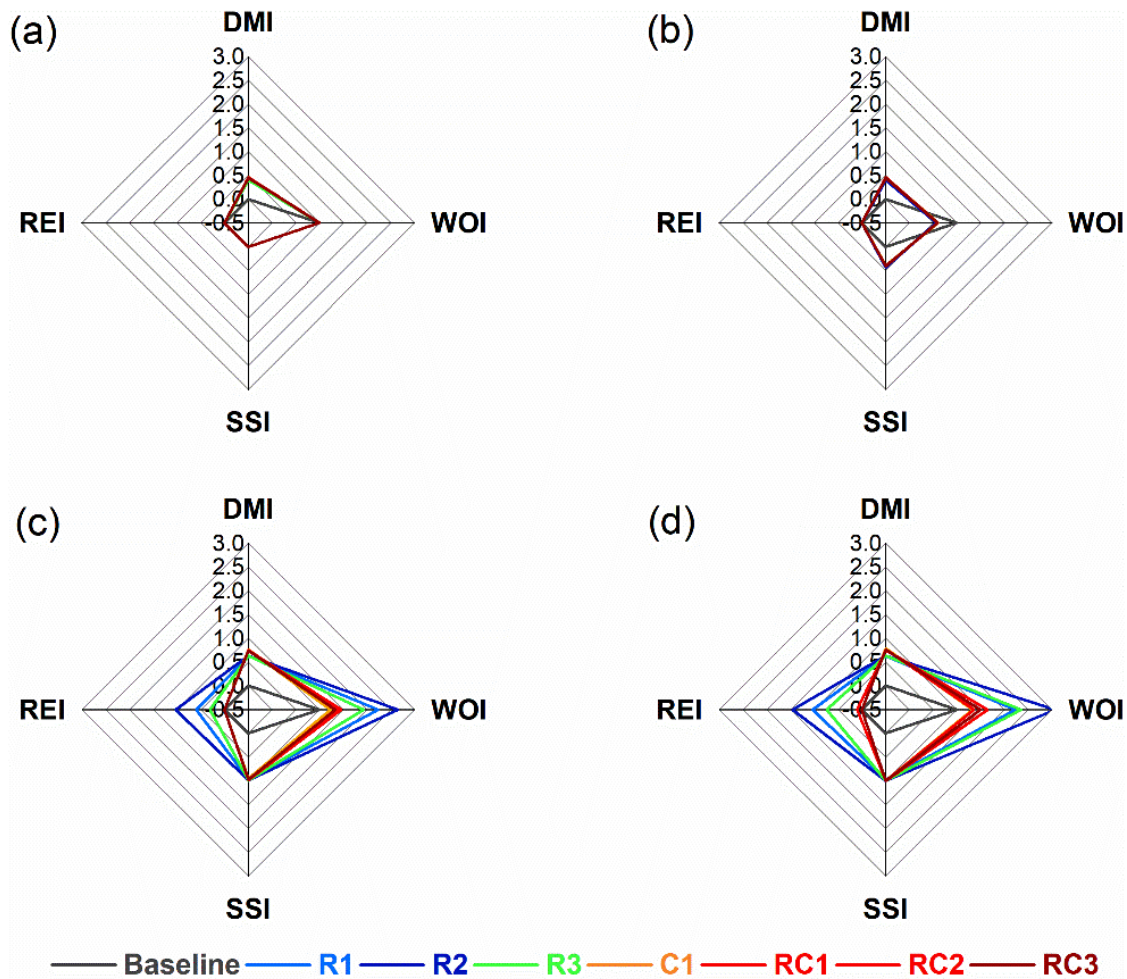 (a) DMI (b) DMI
3.0 3.0
2.5 2.5
2.0 2.0
1.5 1.5
1.0 1.0
0.5 0.5
0.0 0.0
REI -0.5 WOI REI -0.5 WOI
SSI SSI
(c) DMI (d) DMI
3.0 3.0
2.5 2.5
2.0 2.0
1.5 1.5
1.0 1.0
0.5 0.5
0.0 0.0
REI -0.5 WOI REI -0.5 WOI
SSI SSI
Baseline R1 R2 R3 C1 RC1 RC2 RC3